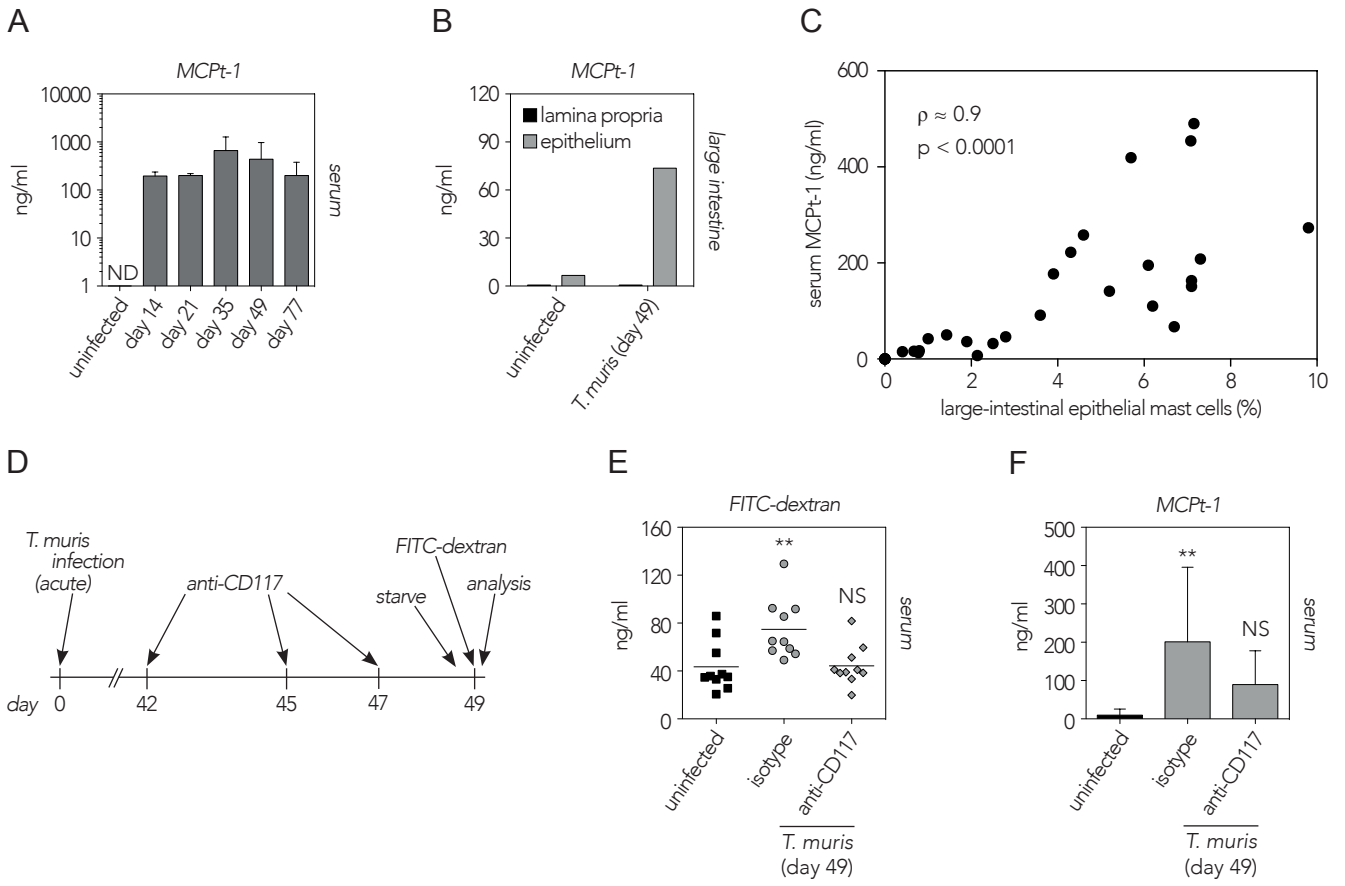 A
MCPt-1
10000
1000
100
10
1
ng/ml
ND
uninfected
day 14
day 21
day 35
day 49
day 77
serum
B
MCPt-1
120
90
60
30
0
ng/ml
lamina propria
epithelium
uninfected
T. muris (day 49)
large intestine
C
600
400
200
0
serum MCPt-1 (ng/ml)
ρ ≈ 0.9
p < 0.0001
0 2 4 6 8 10
large-intestinal epithelial mast cells (%)
D
T. muris
infection
(acute)
anti-CD117
FITC-dextran
starve
analysis
day 0 42 45 47 49
E
FITC-dextran
160
120
80
40
0
ng/ml
**
NS
uninfected
isotype
anti-CD117
T. muris
(day 49)
serum
F
MCPt-1
500
400
300
200
100
0
ng/ml
**
NS
uninfected
isotype
anti-CD117
T. muris
(day 49)
serum